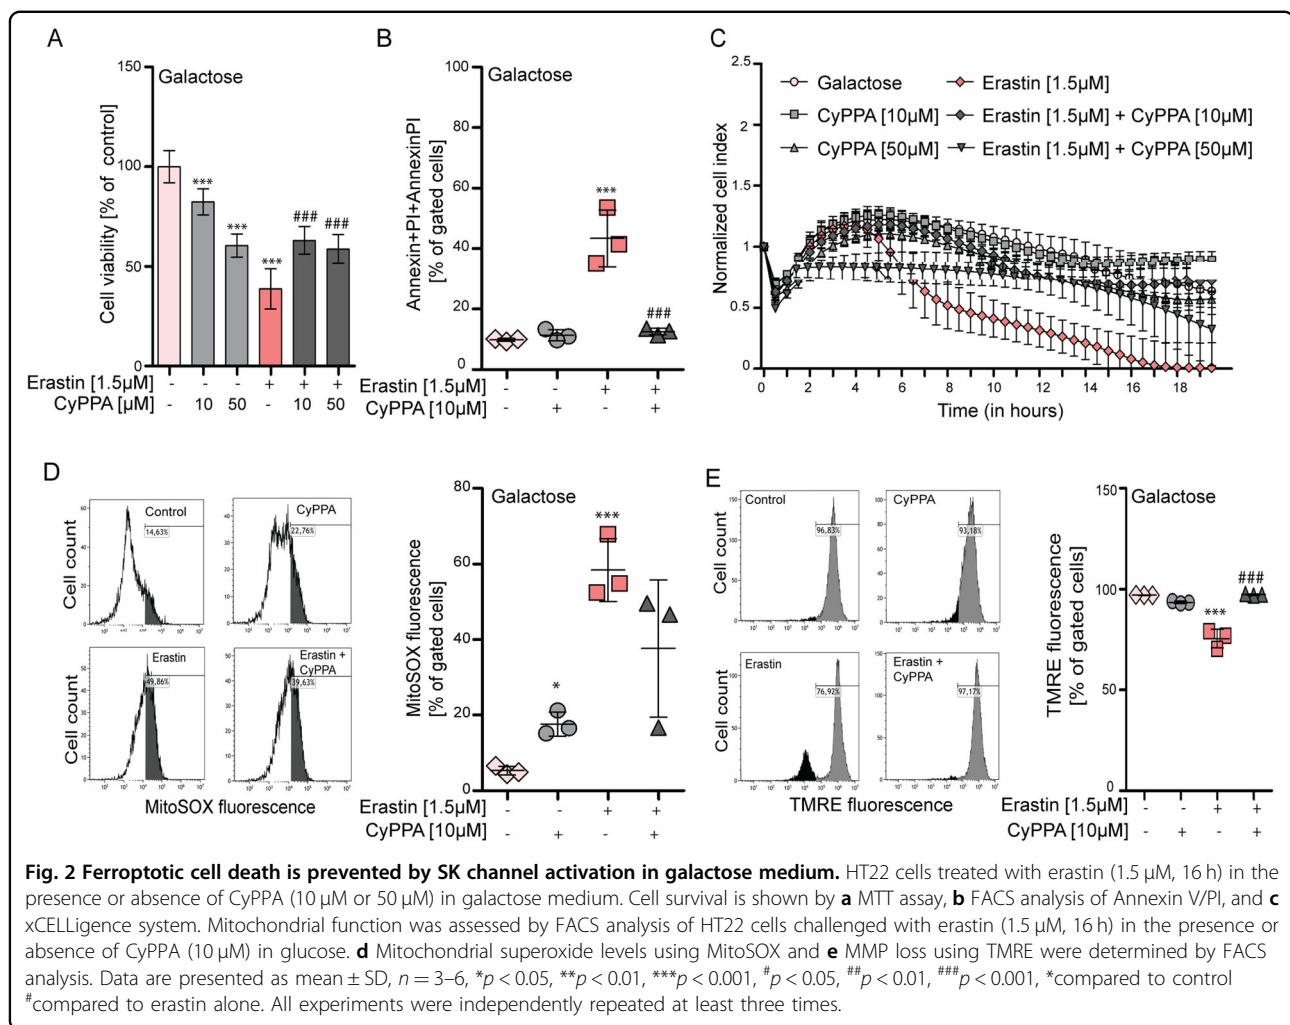 A
Galactose
Cell viability [% of control]
150
100
50
0
***
***
***
###
###
Erastin [1.5µM] - - - + + +
CyPPA [µM] - 10 50 - 10 50
B
Galactose
Annexin+PI+AnnexinPI
[% of gated cells]
100
80
60
40
20
0
***
###
Erastin [1.5µM] - - + +
CyPPA [10µM] - + - +
C
Normalized cell index
2.5
2
1.5
1
0.5
0
Galactose
CyPPA [10µM]
CyPPA [50µM]
Erastin [1.5µM]
Erastin [1.5µM] + CyPPA [10µM]
Erastin [1.5µM] + CyPPA [50µM]
0 2 4 6 8 10 12 14 16 18
Time (in hours)
D
Cell count
Control
14,63%
CyPPA
22,76%
Cell count
Erastin
49,86%
Erastin +
CyPPA
39,63%
MitoSOX fluorescence
Galactose
MitoSOX fluorescence
[% of gated cells]
80
60
40
20
0
*
***
Erastin [1.5µM] - - + +
CyPPA [10µM] - + - +
E
Cell count
Control
96,83%
CyPPA
93,18%
Cell count
Erastin
76,92%
Erastin +
CyPPA
97,17%
TMRE fluorescence
Galactose
TMRE fluorescence
[% of gated cells]
150
100
50
0
***
###
Erastin [1.5µM] - - + +
CyPPA [10µM] - + - +
Fig. 2 Ferroptotic cell death is prevented by SK channel activation in galactose medium. HT22 cells treated with erastin (1.5 µM, 16 h) in the
presence or absence of CyPPA (10 µM or 50 µM) in galactose medium. Cell survival is shown by a MTT assay, b FACS analysis of Annexin V/PI, and c
xCELLigence system. Mitochondrial function was assessed by FACS analysis of HT22 cells challenged with erastin (1.5 µM, 16 h) in the presence or
absence of CyPPA (10 µM) in glucose. d Mitochondrial superoxide levels using MitoSOX and e MMP loss using TMRE were determined by FACS
analysis. Data are presented as mean ± SD, n = 3–6, *p < 0.05, **p < 0.01, ***p < 0.001, #p < 0.05, ##p < 0.01, ###p < 0.001, *compared to control
#compared to erastin alone. All experiments were independently repeated at least three times.